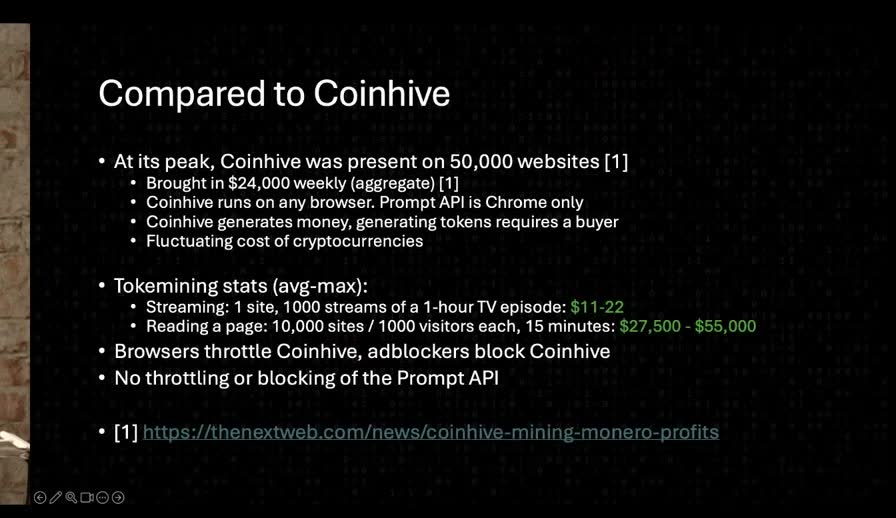 Compared to Coinhive
• At its peak, Coinhive was present on 50,000 websites [1]
• Brought in $24,000 weekly (aggregate) [1]
• Coinhive runs on any browser. Prompt API is Chrome only
• Coinhive generates money, generating tokens requires a buyer
• Fluctuating cost of cryptocurrencies
• Tokemining stats (avg-max):
• Streaming: 1 site, 1000 streams of a 1-hour TV episode: $11-22
• Reading a page: 10,000 sites / 1000 visitors each, 15 minutes: $27,500 - $55,000
• Browsers throttle Coinhive, adblockers block Coinhive
• No throttling or blocking of the Prompt API
• [1] https://thenextweb.com/news/coinhive-mining-monero-profits